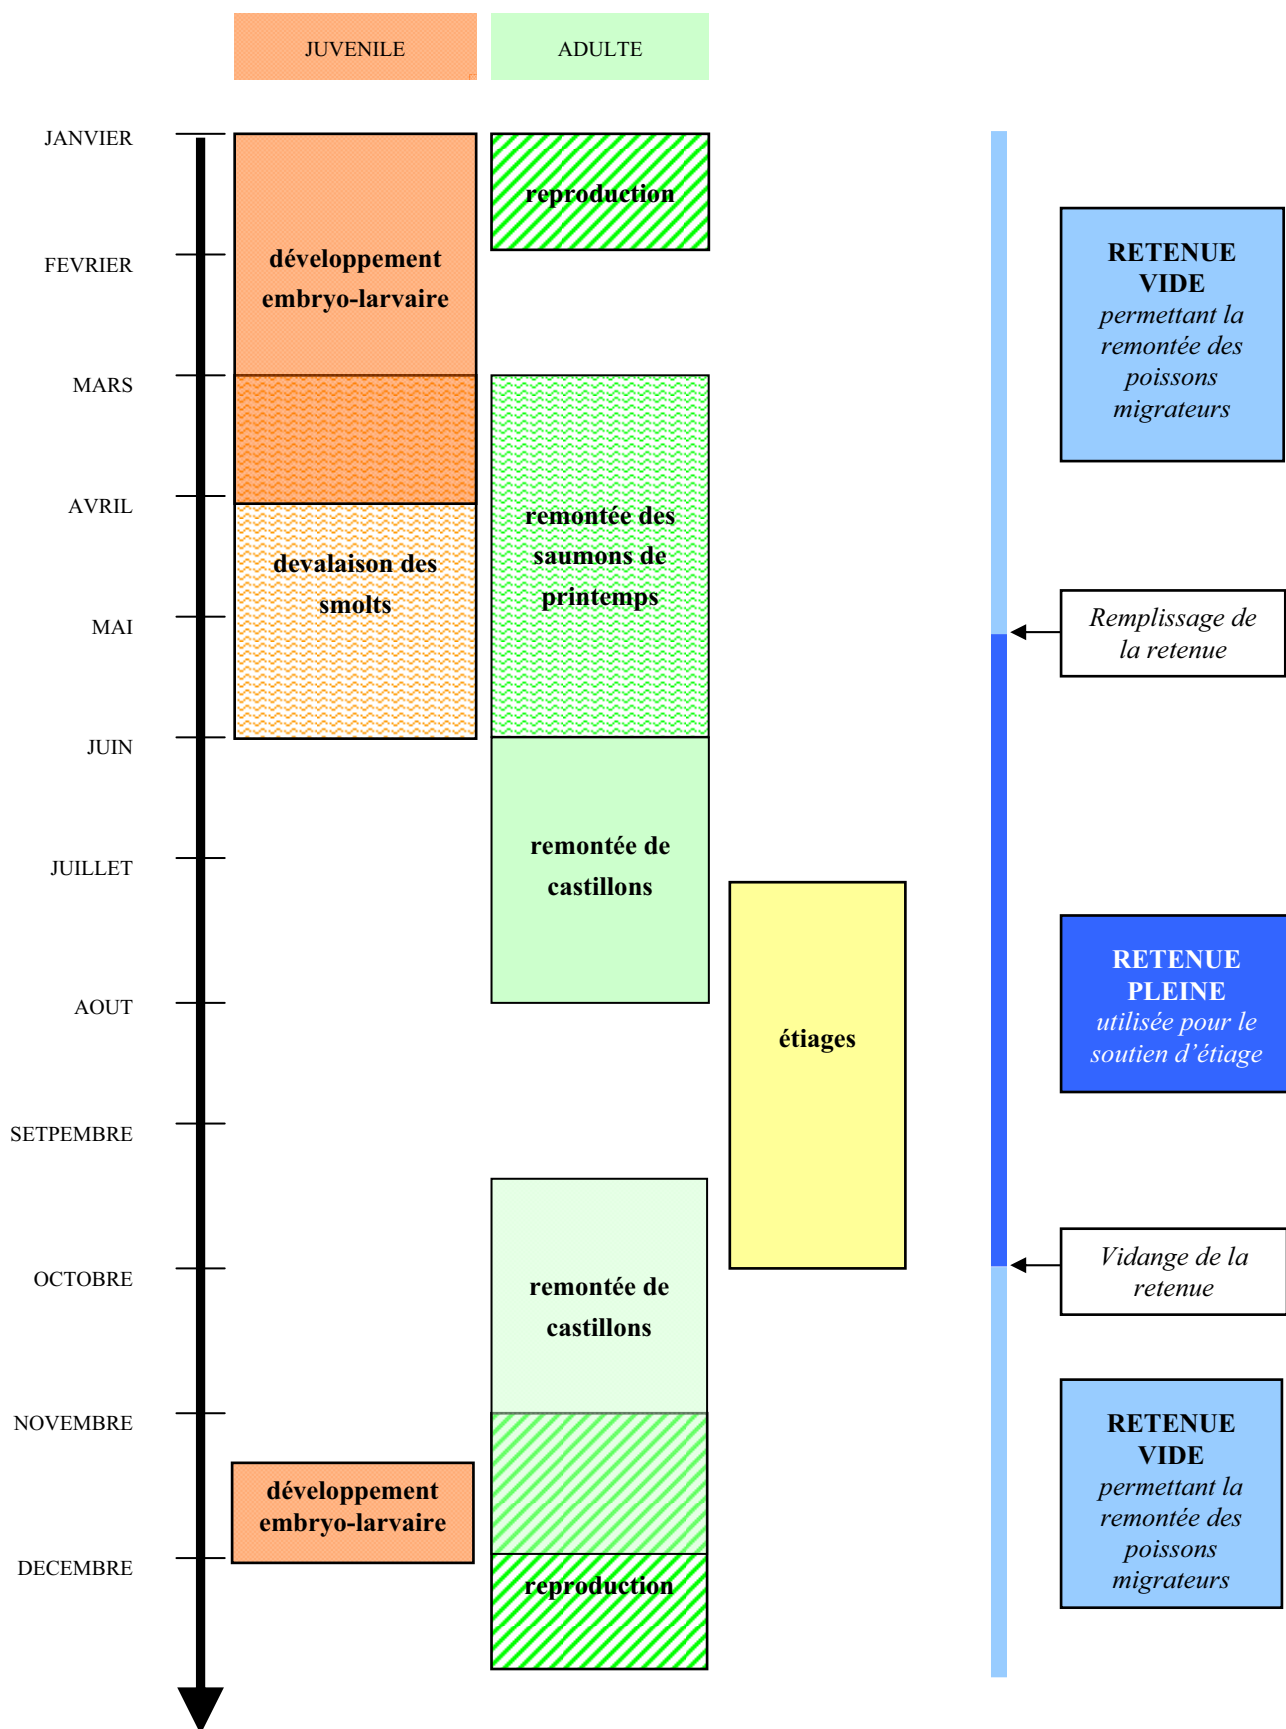 JUVENILE
ADULTE
JANVIER
FEVRIER
MARS
AVRIL
MAI
JUIN
JUILLET
AOUT
SETPEMBRE
OCTOBRE
NOVEMBRE
DECEMBRE
développement
embryo-larvaire
devalaison des
smolts
développement
embryo-larvaire
reproduction
remontée des
saumons de
printemps
remontée de
castillons
remontée de
castillons
reproduction
étiages
RETENUE
VIDE
permettant la
remontée des
poissons
migrateurs
Remplissage de
la retenue
RETENUE
PLEINE
utilisée pour le
soutien d’étiage
Vidange de la
retenue
RETENUE
VIDE
permettant la
remontée des
poissons
migrateurs